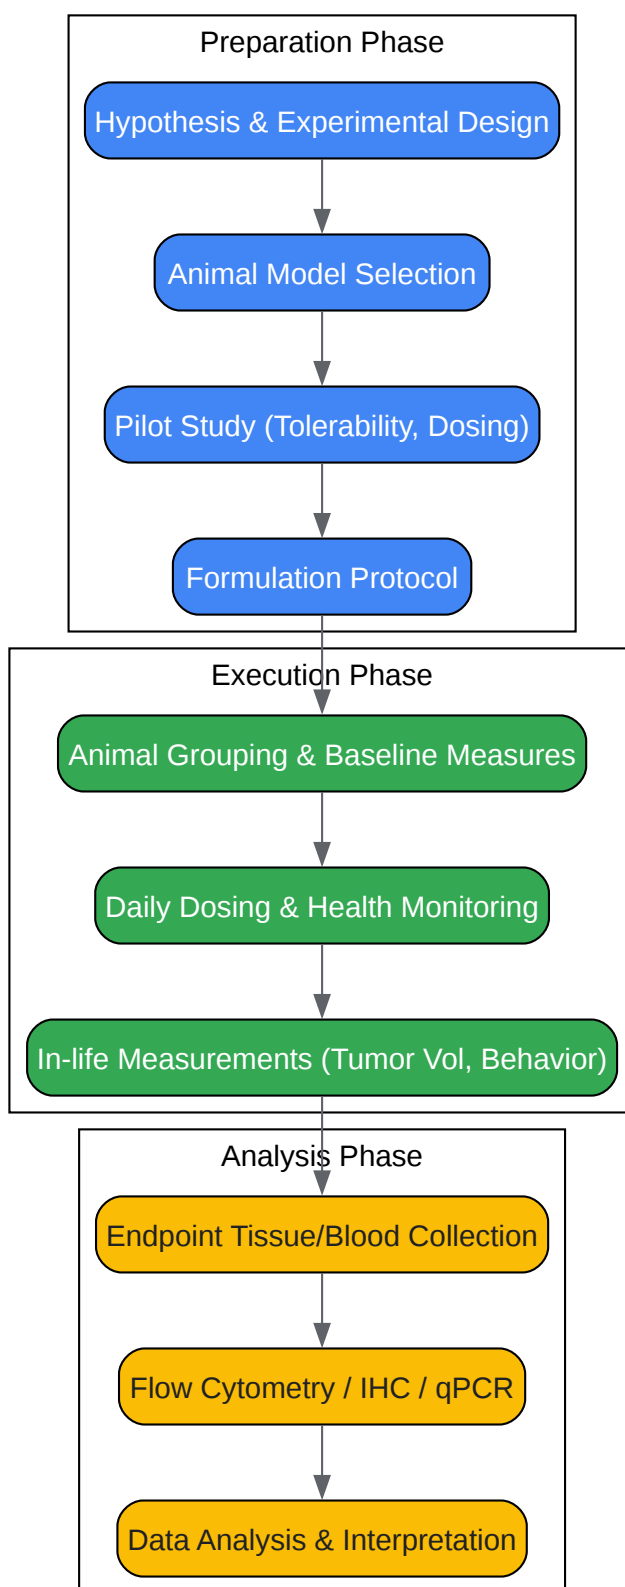 Preparation Phase
Hypothesis & Experimental Design
Animal Model Selection
Pilot Study (Tolerability, Dosing)
Formulation Protocol
Execution Phase
Animal Grouping & Baseline Measures
Daily Dosing & Health Monitoring
In-life Measurements (Tumor Vol, Behavior)
Analysis Phase
Endpoint Tissue/Blood Collection
Flow Cytometry / IHC / qPCR
Data Analysis & Interpretation